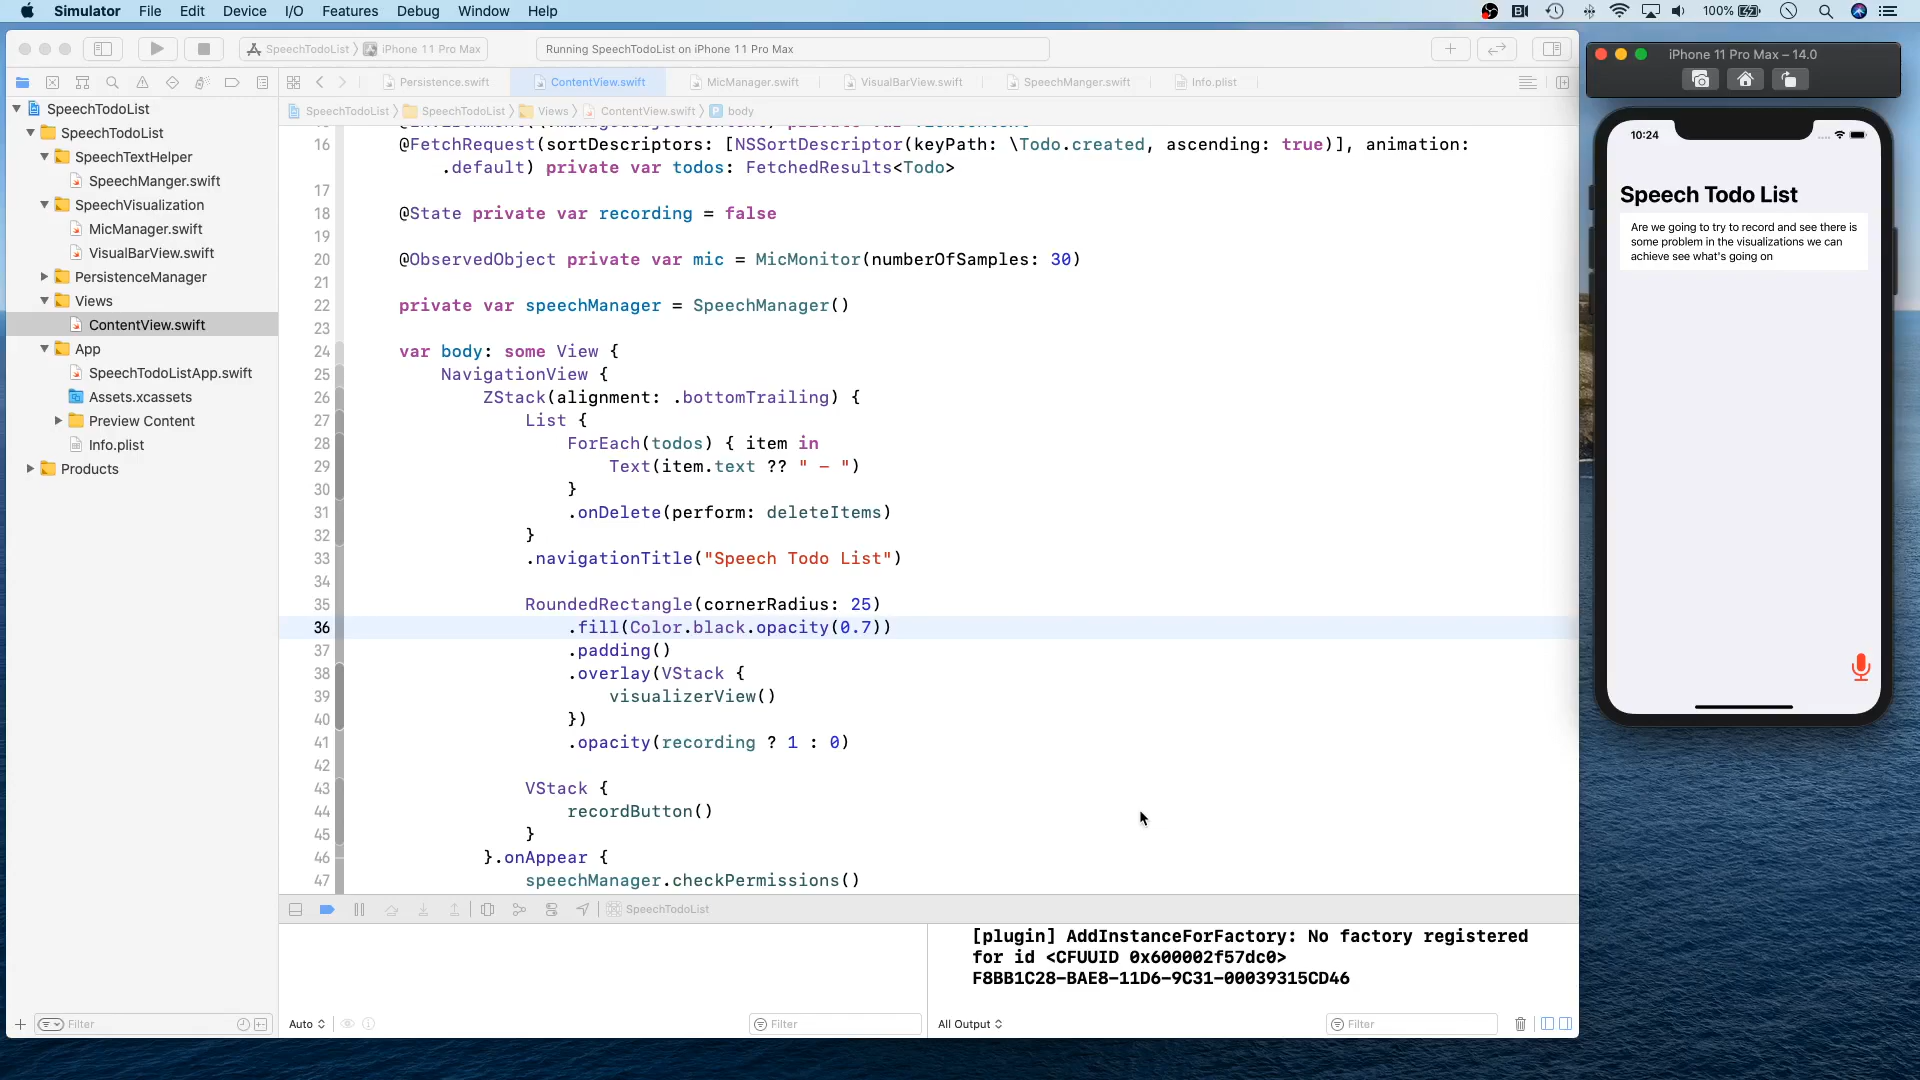 Simulator File Edit Device I/O Features Debug Window Help
100%
SpeechTodoList iPhone 11 Pro Max
Running SpeechTodoList on iPhone 11 Pro Max
Persistence.swift ContentView.swift MicManager.swift VisualBarView.swift SpeechManger.swift Info.plist
SpeechTodoList SpeechTodoList Views ContentView.swift P body
SpeechTodoList
SpeechTodoList
SpeechTextHelper
SpeechManger.swift
SpeechVisualization
MicManager.swift
VisualBarView.swift
PersistenceManager
Views
ContentView.swift
App
SpeechTodoListApp.swift
Assets.xcassets
Preview Content
Info.plist
Products
Filter
16 @FetchRequest(sortDescriptors: [NSSortDescriptor(keyPath: \Todo.created, ascending: true)], animation:
.default) private var todos: FetchedResults<Todo>
17
18 @State private var recording = false
19
20 @ObservedObject private var mic = MicMonitor(numberOfSamples: 30)
21
22 private var speechManager = SpeechManager()
23
24 var body: some View {
25 NavigationView {
26 ZStack(alignment: .bottomTrailing) {
27 List {
28 ForEach(todos) { item in
29 Text(item.text ?? " - ")
30 }
31 .onDelete(perform: deleteItems)
32 }
33 .navigationTitle("Speech Todo List")
34
35 RoundedRectangle(cornerRadius: 25)
36 .fill(Color.black.opacity(0.7))
37 .padding()
38 .overlay(VStack {
39 visualizerView()
40 })
41 .opacity(recording ? 1 : 0)
42
43 VStack {
44 recordButton()
45 }
46 }.onAppear {
47 speechManager.checkPermissions()
SpeechTodoList
[plugin] AddInstanceForFactory: No factory registered
for id <CFUUID 0x600002f57dc0>
F8BB1C28-BAE8-11D6-9C31-00039315CD46
Auto Filter All Output Filter
iPhone 11 Pro Max – 14.0
10:24
Speech Todo List
Are we going to try to record and see there is
some problem in the visualizations we can
achieve see what's going on